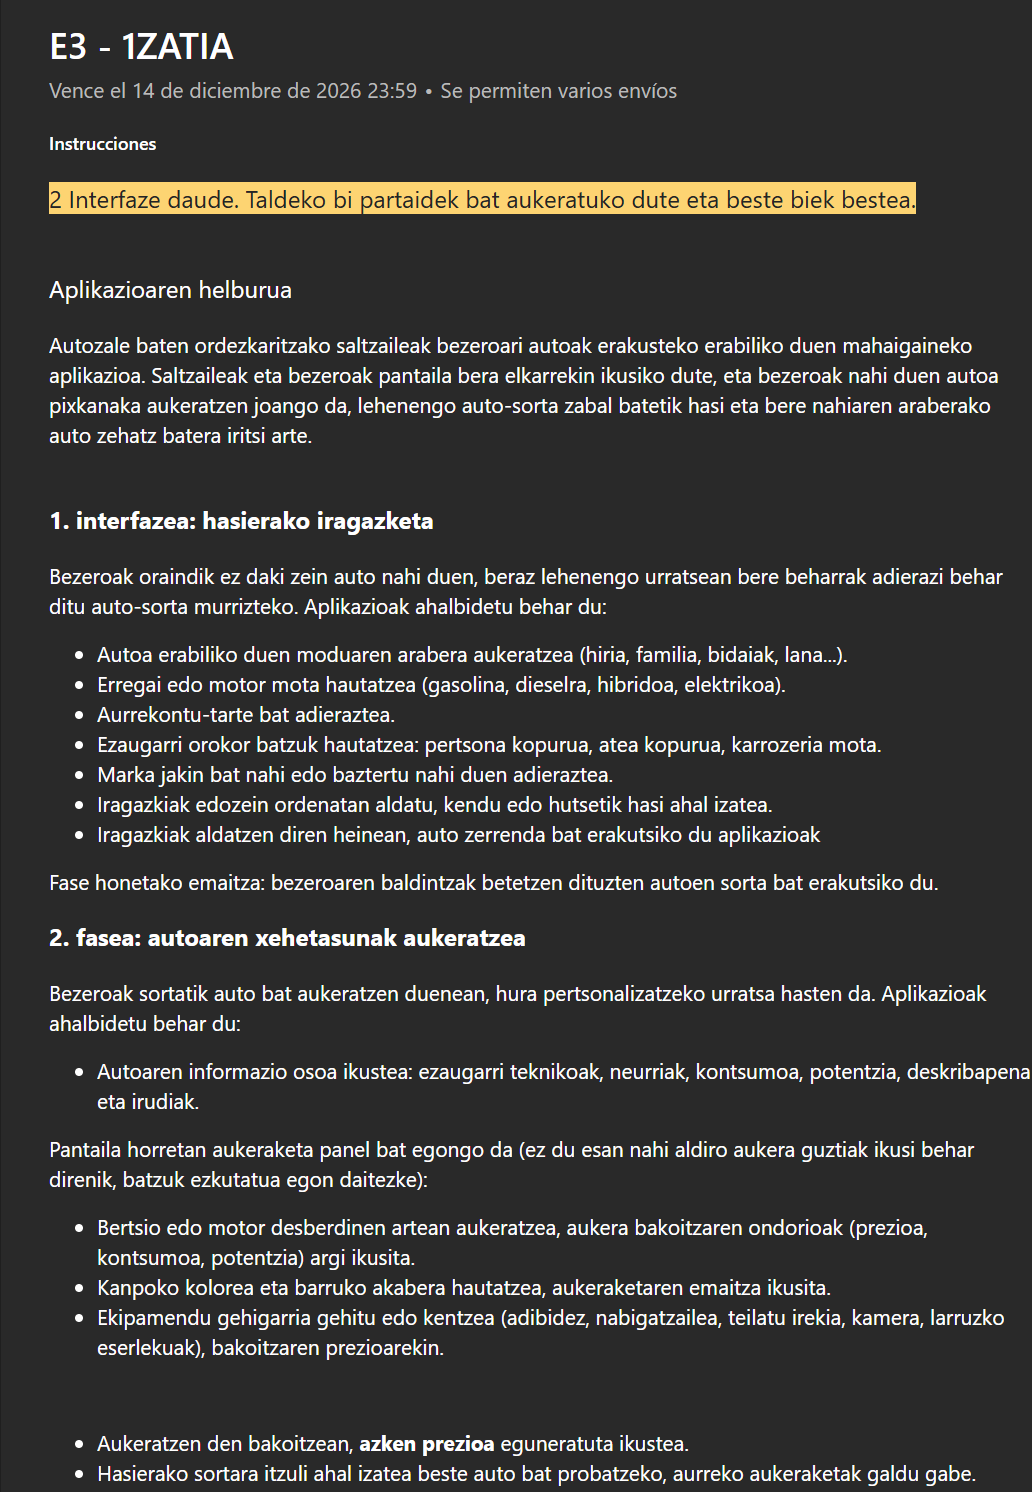 E3 - 1ZATIA
Vence el 14 de diciembre de 2026 23:59 • Se permiten varios envíos
Instrucciones
2 Interfaze daude. Taldeko bi partaidek bat aukeratuko dute eta beste biek bestea.
Aplikazioaren helburua
Autozale baten ordezkaritzako saltzaileak bezeroari autoak erakusteko erabiliko duen mahaigaineko
aplikazioa. Saltzaileak eta bezeroak pantaila bera elkarrekin ikusiko dute, eta bezeroak nahi duen autoa
pixkanaka aukeratzen joango da, lehenengo auto-sorta zabal batetik hasi eta bere nahiaren araberako
auto zehatz batera iritsi arte.
1. interfazea: hasierako iragazketa
Bezeroak oraindik ez daki zein auto nahi duen, beraz lehenengo urratsean bere beharrak adierazi behar
ditu auto-sorta murrizteko. Aplikazioak ahalbidetu behar du:
• Autoa erabiliko duen moduaren arabera aukeratzea (hiria, familia, bidaiak, lana...).
• Erregai edo motor mota hautatzea (gasolina, dieselra, hibridoa, elektrikoa).
• Aurrekontu-tarte bat adieraztea.
• Ezaugarri orokor batzuk hautatzea: pertsona kopurua, atea kopurua, karrozeria mota.
• Marka jakin bat nahi edo baztertu nahi duen adieraztea.
• Iragazkiak edozein ordenatan aldatu, kendu edo hutsetik hasi ahal izatea.
• Iragazkiak aldatzen diren heinean, auto zerrenda bat erakutsiko du aplikazioak
Fase honetako emaitza: bezeroaren baldintzak betetzen dituzten autoen sorta bat erakutsiko du.
2. fasea: autoaren xehetasunak aukeratzea
Bezeroak sortatik auto bat aukeratzen duenean, hura pertsonalizatzeko urratsa hasten da. Aplikazioak
ahalbidetu behar du:
• Autoaren informazio osoa ikustea: ezaugarri teknikoak, neurriak, kontsumoa, potentzia, deskribapena
eta irudiak.
Pantaila horretan aukeraketa panel bat egongo da (ez du esan nahi aldiro aukera guztiak ikusi behar
direnik, batzuk ezkutatua egon daitezke):
• Bertsio edo motor desberdinen artean aukeratzea, aukera bakoitzaren ondorioak (prezioa,
kontsumoa, potentzia) argi ikusita.
• Kanpoko kolorea eta barruko akabera hautatzea, aukeraketaren emaitza ikusita.
• Ekipamendu gehigarria gehitu edo kentzea (adibidez, nabigatzailea, teilatu irekia, kamera, larruzko
eserlekuak), bakoitzaren prezioarekin.
• Aukeratzen den bakoitzean, azken prezioa eguneratuta ikustea.
• Hasierako sortara itzuli ahal izatea beste auto bat probatzeko, aurreko aukeraketak galdu gabe.